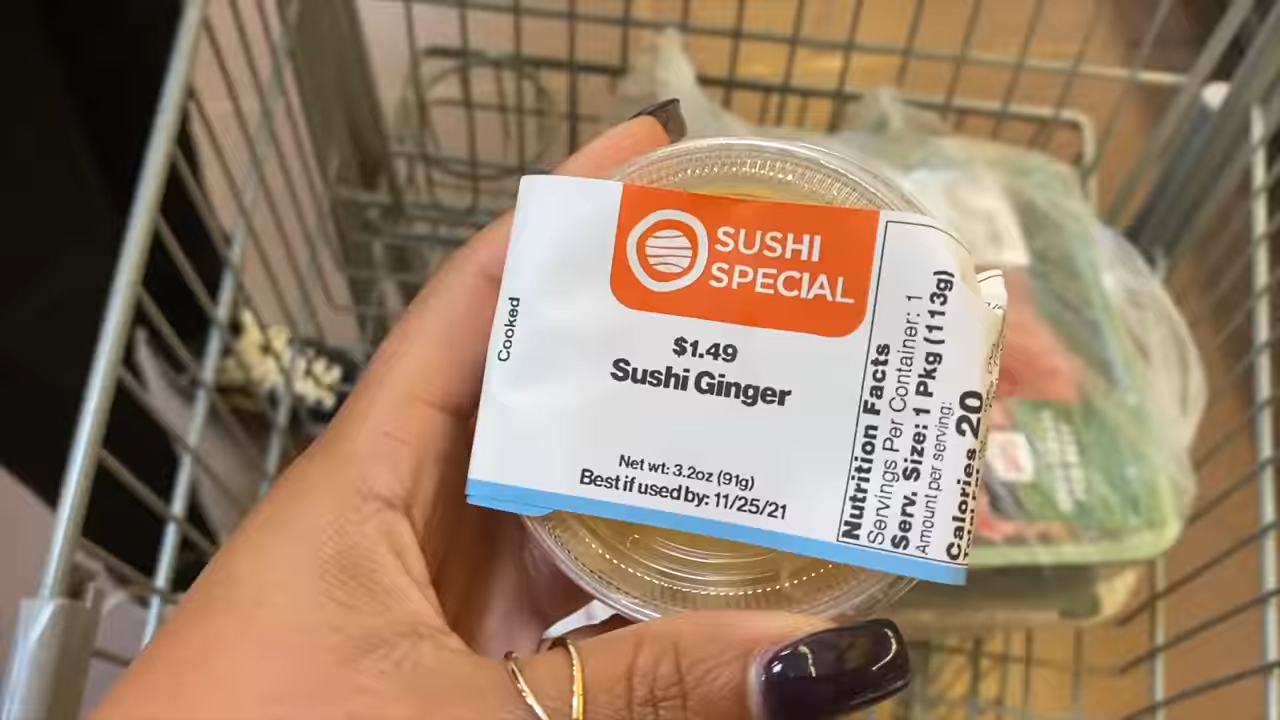 SUSHI
SPECIAL
Cooked
$1.49
Sushi Ginger
Net wt: 3.2oz (91g)
Best if used by: 11/25/21
Nutrition Facts
Servings Per Container: 1
Serv. Size: 1 Pkg (113g)
Amount per serving:
Calories 20